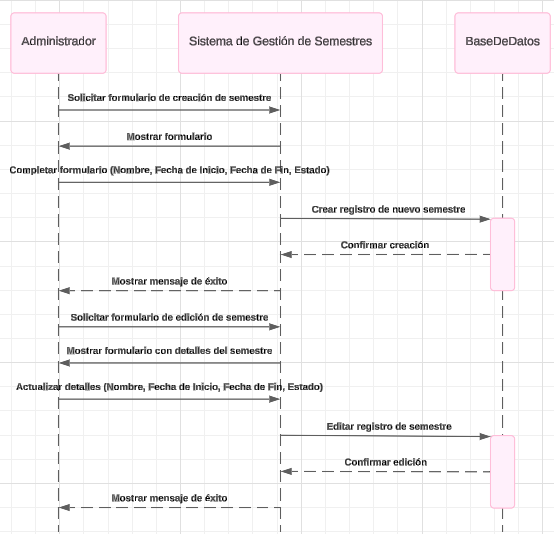 Administrador
Sistema de Gestión de Semestres
BaseDeDatos
Solicitar formulario de creación de semestre
Mostrar formulario
Completar formulario (Nombre, Fecha de Inicio, Fecha de Fin, Estado)
Crear registro de nuevo semestre
Confirmar creación
Mostrar mensaje de éxito
Solicitar formulario de edición de semestre
Mostrar formulario con detalles del semestre
Actualizar detalles (Nombre, Fecha de Inicio, Fecha de Fin, Estado)
Editar registro de semestre
Confirmar edición
Mostrar mensaje de éxito